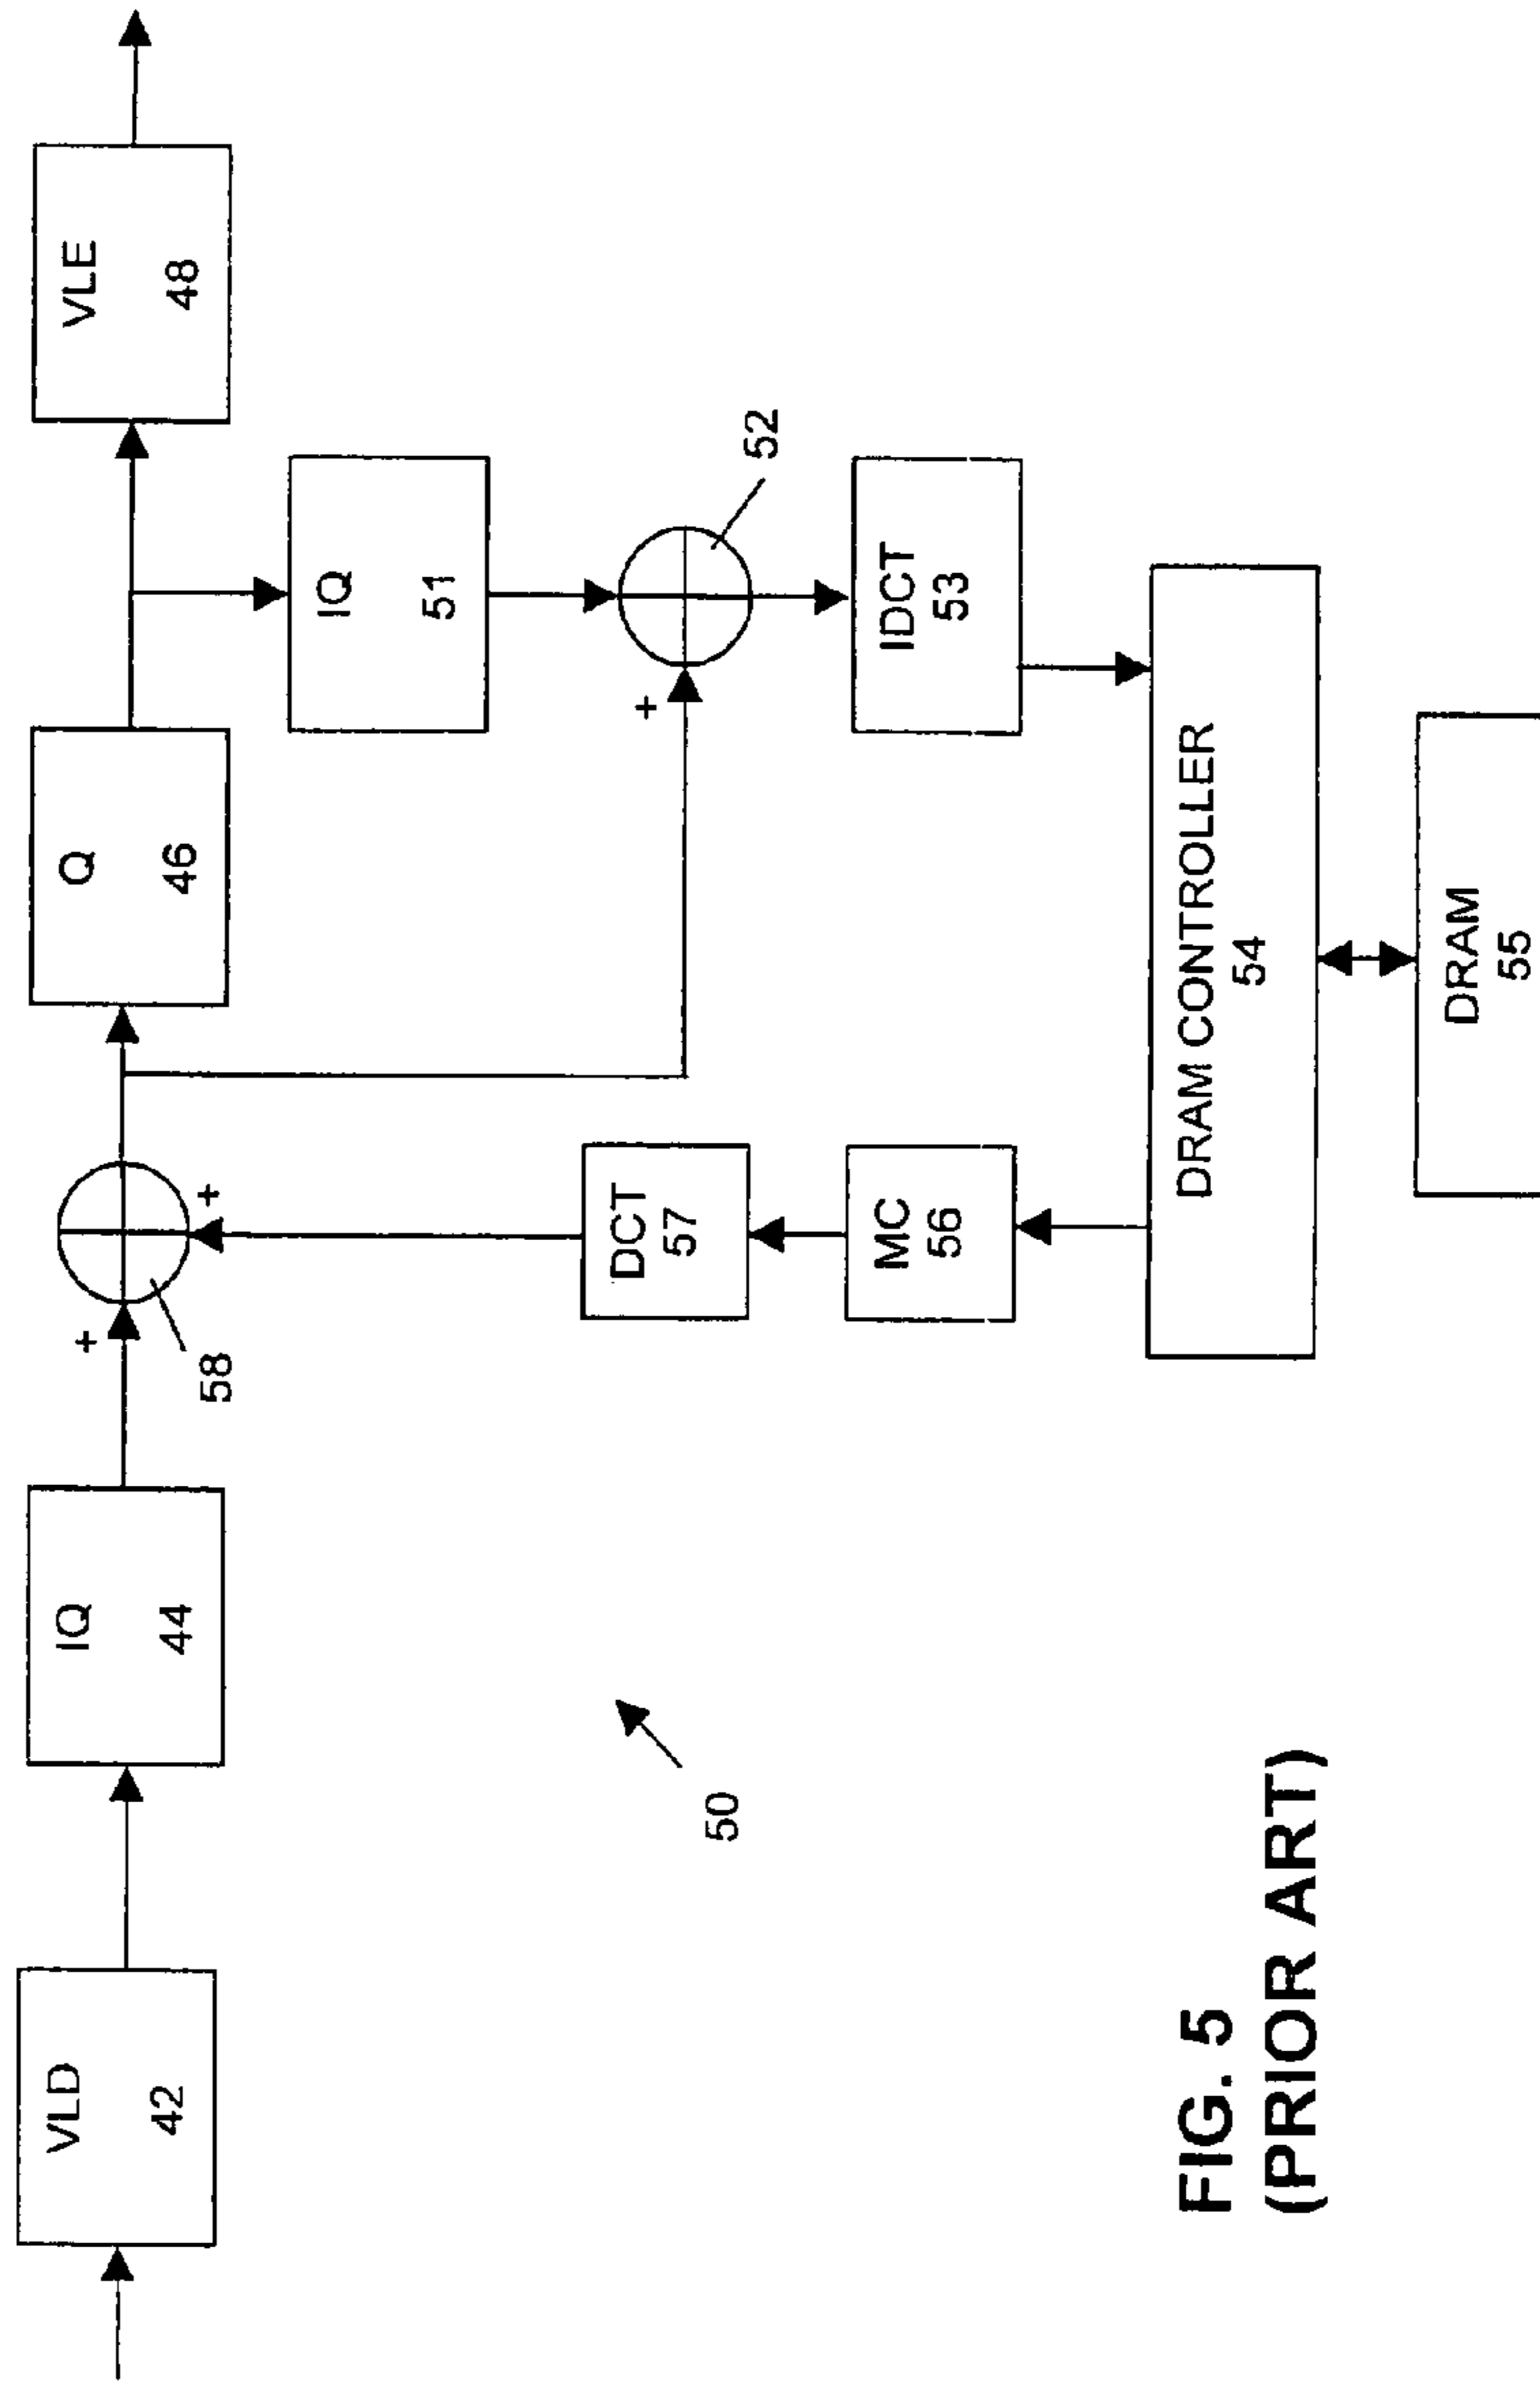 VLD
42
IQ
44
+
58
+
Q
46
VLE
48
IQ
51
+
52
DCT
57
IDCT
53
MC
56
50
DRAM CONTROLLER
54
DRAM
55
FIG. 5
(PRIOR ART)